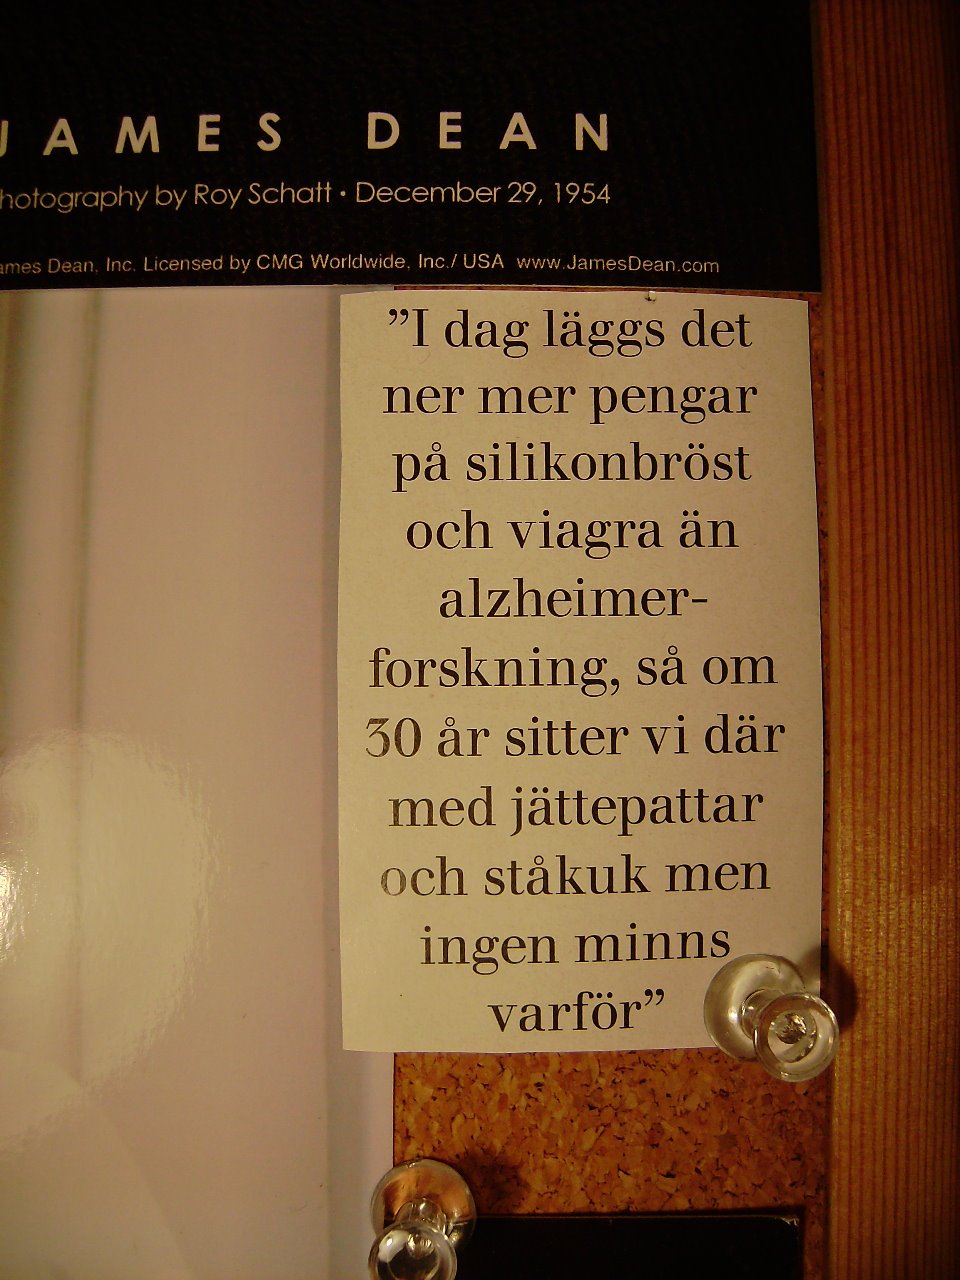 JAMES DEAN
hotography by Roy Schatt • December 29, 1954
ames Dean, Inc. Licensed by CMG Worldwide, Inc./ USA www.JamesDean.com
”I dag läggs det
ner mer pengar
på silikonbröst
och viagra än
alzheimer-
forskning, så om
30 år sitter vi där
med jättepattar
och ståkuk men
ingen minns
varför”